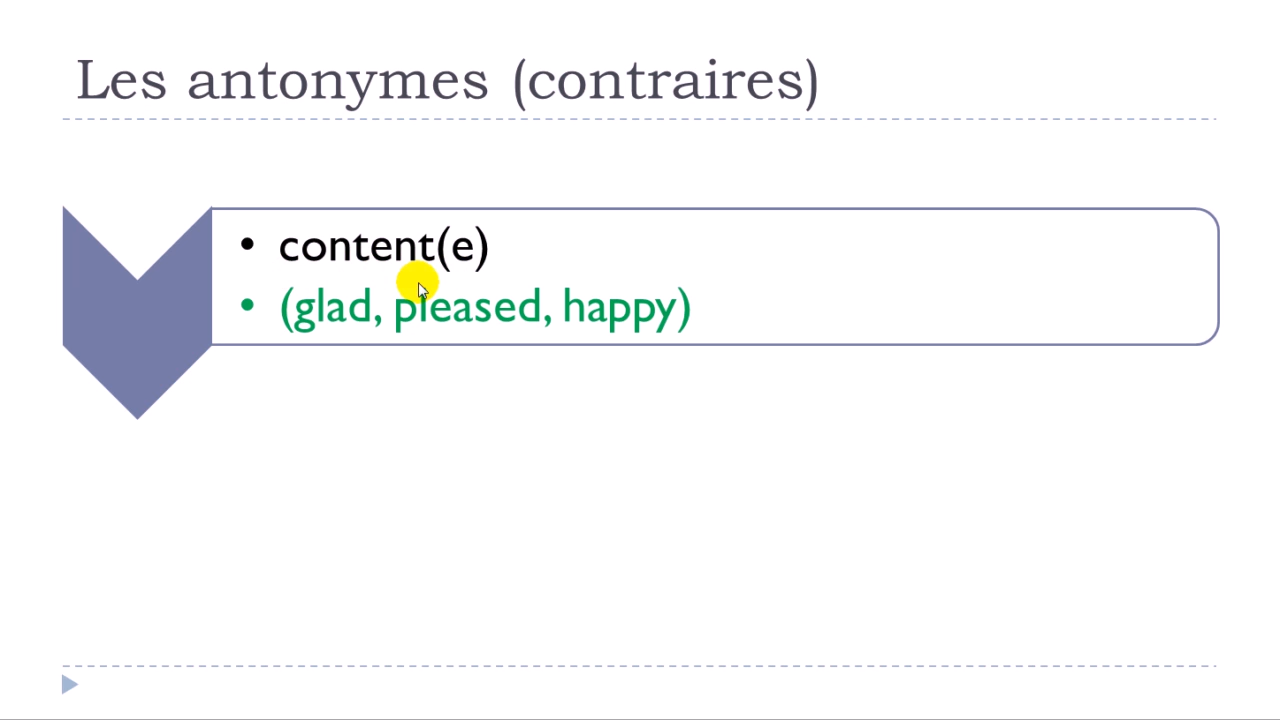 Les antonymes (contraires)
• content(e)
• (glad, pleased, happy)